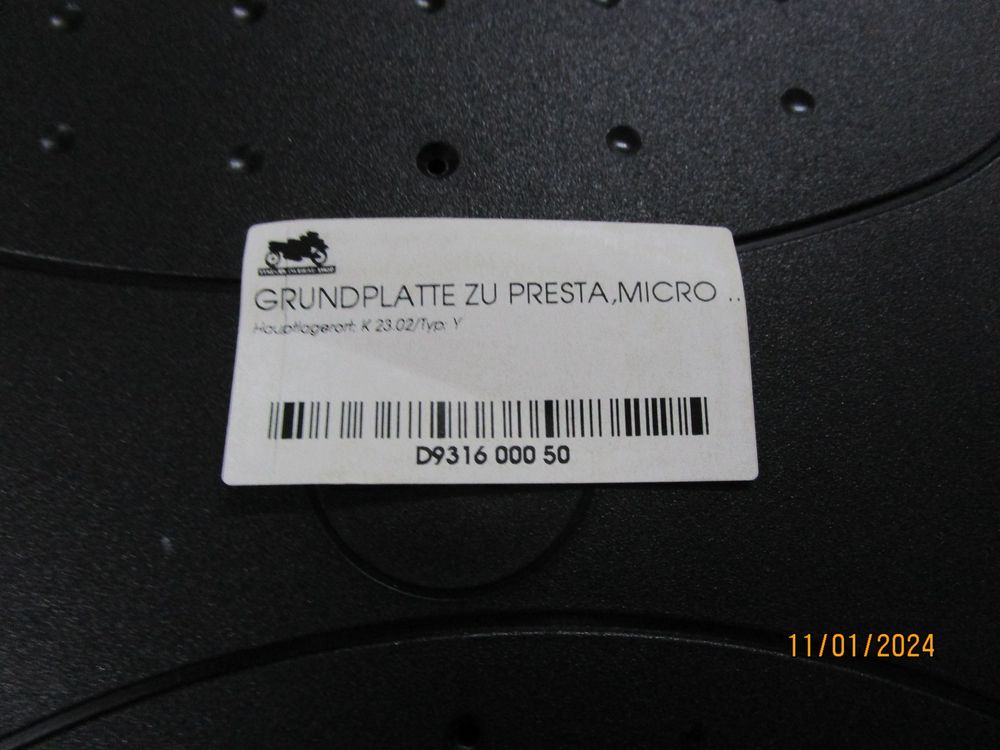 GRUNDPLATTE ZU PRESTA,MICRO ...
Hauptlagerort: K 23.02/Typ: Y
D9316 000 50
11/01/2024